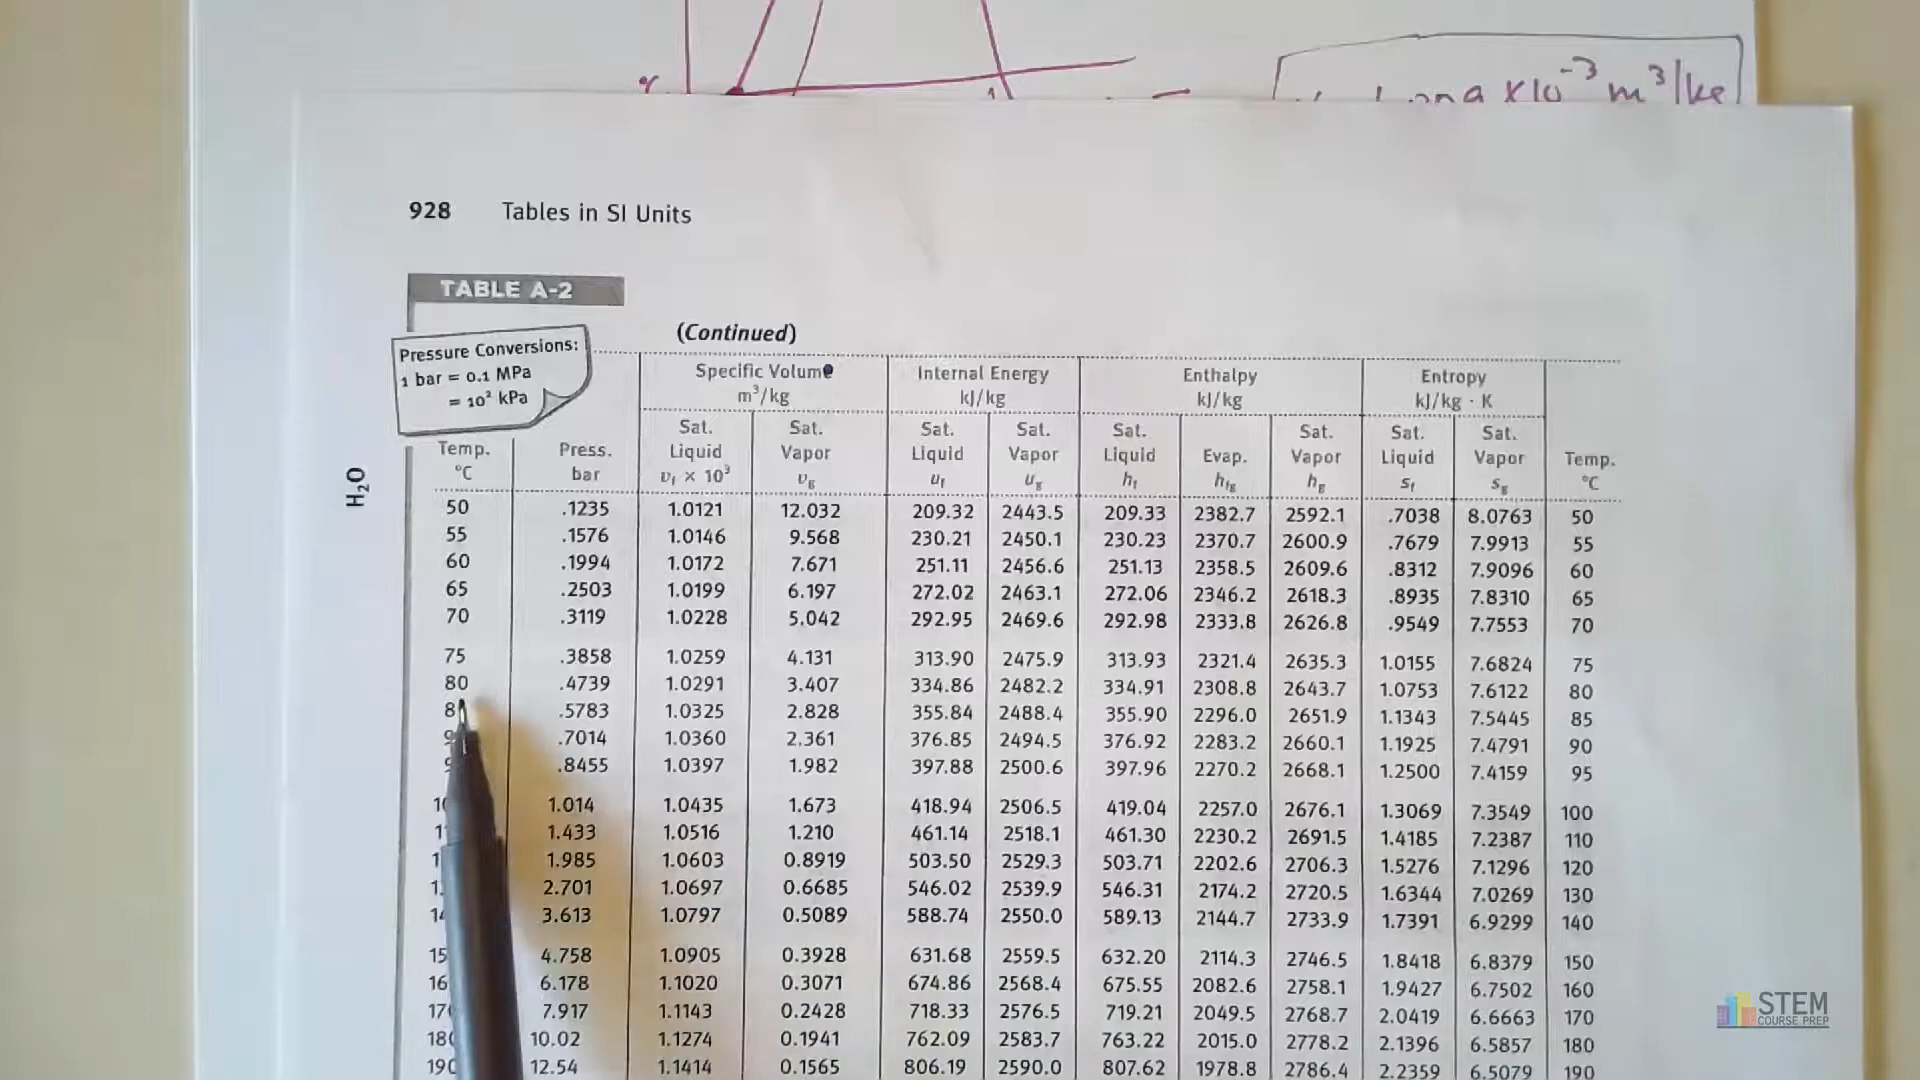 x10⁻³ m³/kg
928 Tables in SI Units
TABLE A-2
(Continued)
Pressure Conversions:
1 bar = 0.1 MPa
= 10² kPa
H₂O
Specific Volume Internal Energy Enthalpy Entropy
m³/kg kJ/kg kJ/kg kJ/kg · K
Sat. Sat. Sat. Sat. Sat. Sat. Sat. Sat.
Temp. Press. Liquid Vapor Liquid Vapor Liquid Evap. Vapor Liquid Vapor Temp.
°C bar vf × 10³ vg uf ug hf hfg hg sf sg °C
50 .1235 1.0121 12.032 209.32 2443.5 209.33 2382.7 2592.1 .7038 8.0763 50
55 .1576 1.0146 9.568 230.21 2450.1 230.23 2370.7 2600.9 .7679 7.9913 55
60 .1994 1.0172 7.671 251.11 2456.6 251.13 2358.5 2609.6 .8312 7.9096 60
65 .2503 1.0199 6.197 272.02 2463.1 272.06 2346.2 2618.3 .8935 7.8310 65
70 .3119 1.0228 5.042 292.95 2469.6 292.98 2333.8 2626.8 .9549 7.7553 70
75 .3858 1.0259 4.131 313.90 2475.9 313.93 2321.4 2635.3 1.0155 7.6824 75
80 .4739 1.0291 3.407 334.86 2482.2 334.91 2308.8 2643.7 1.0753 7.6122 80
8 .5783 1.0325 2.828 355.84 2488.4 355.90 2296.0 2651.9 1.1343 7.5445 85
9 .7014 1.0360 2.361 376.85 2494.5 376.92 2283.2 2660.1 1.1925 7.4791 90
9 .8455 1.0397 1.982 397.88 2500.6 397.96 2270.2 2668.1 1.2500 7.4159 95
10 1.014 1.0435 1.673 418.94 2506.5 419.04 2257.0 2676.1 1.3069 7.3549 100
11 1.433 1.0516 1.210 461.14 2518.1 461.30 2230.2 2691.5 1.4185 7.2387 110
1 1.985 1.0603 0.8919 503.50 2529.3 503.71 2202.6 2706.3 1.5276 7.1296 120
1 2.701 1.0697 0.6685 546.02 2539.9 546.31 2174.2 2720.5 1.6344 7.0269 130
14 3.613 1.0797 0.5089 588.74 2550.0 589.13 2144.7 2733.9 1.7391 6.9299 140
15 4.758 1.0905 0.3928 631.68 2559.5 632.20 2114.3 2746.5 1.8418 6.8379 150
16 6.178 1.1020 0.3071 674.86 2568.4 675.55 2082.6 2758.1 1.9427 6.7502 160
170 7.917 1.1143 0.2428 718.33 2576.5 719.21 2049.5 2768.7 2.0419 6.6663 170
180 10.02 1.1274 0.1941 762.09 2583.7 763.22 2015.0 2778.2 2.1396 6.5857 180
190 12.54 1.1414 0.1565 806.19 2590.0 807.62 1978.8 2786.4 2.2359 6.5079 190
STEM
COURSE PREP